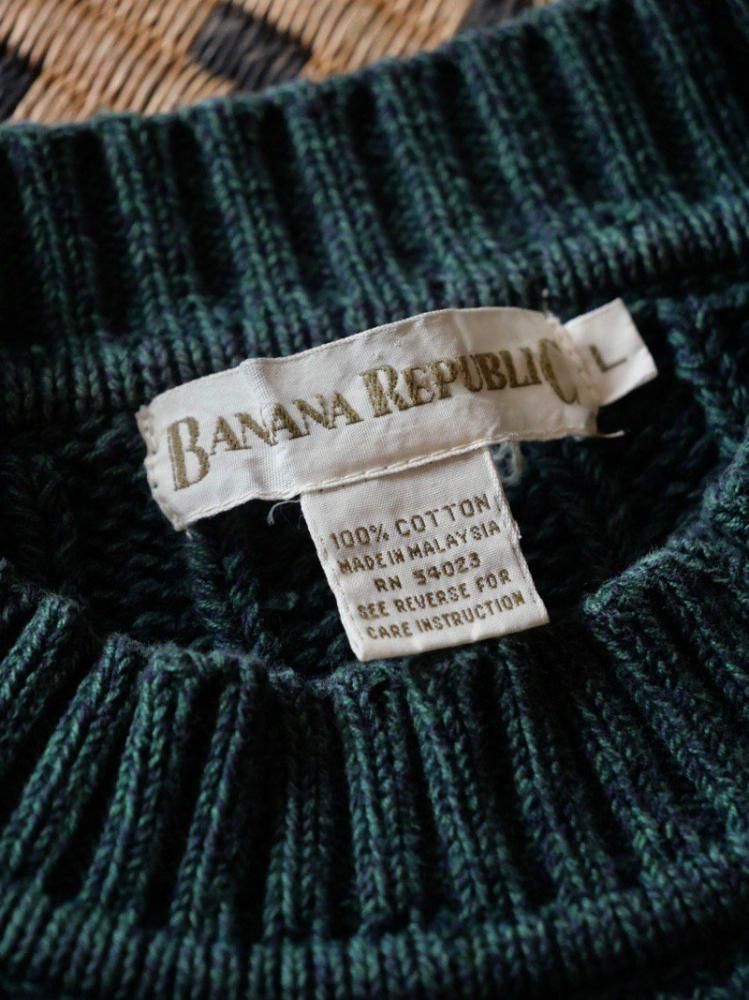 BANANA REPUBLIC
L
100% COTTON
MADE IN MALAYSIA
RN 54023
SEE REVERSE FOR
CARE INSTRUCTION